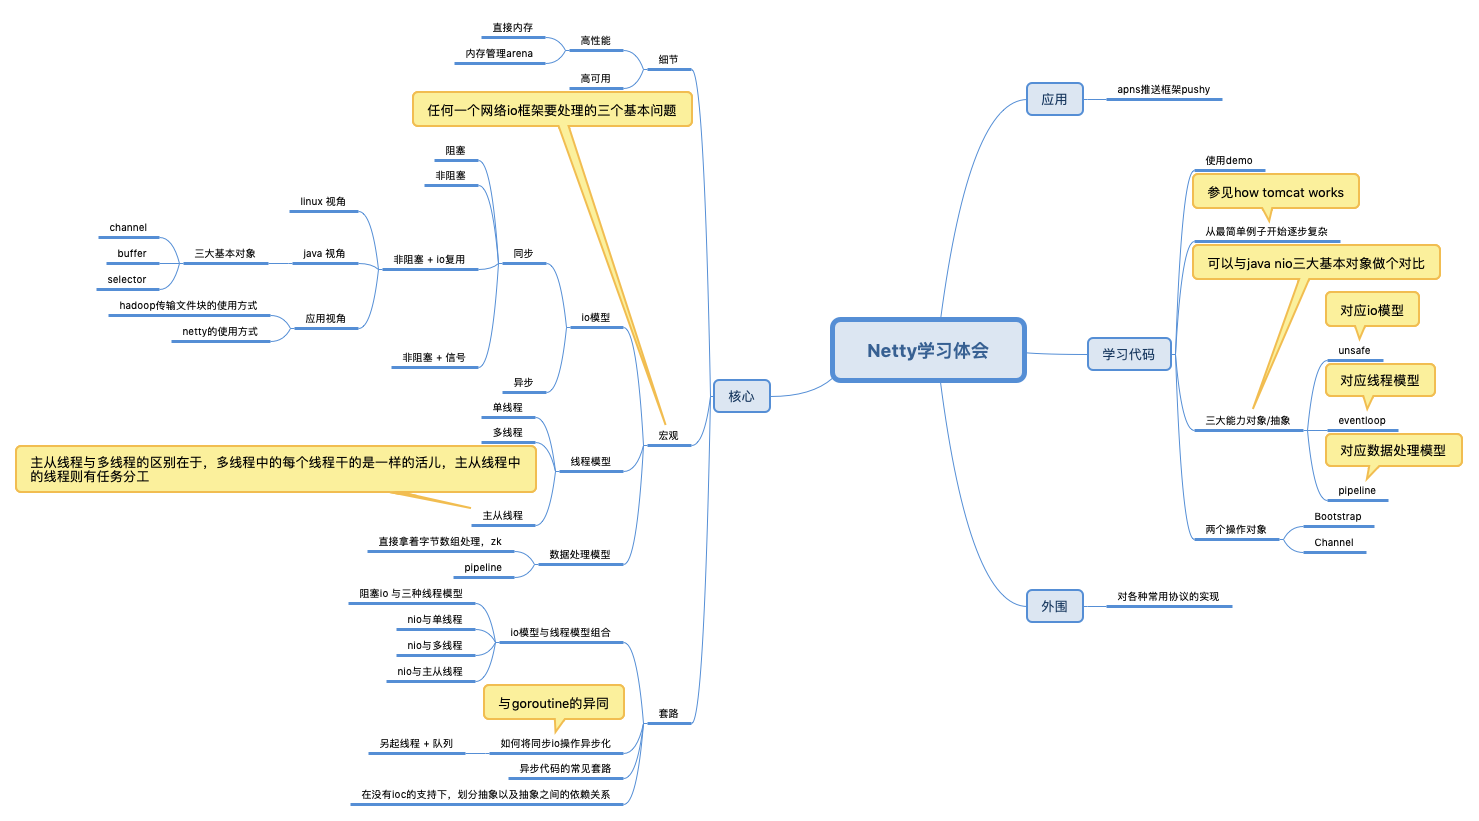 Netty学习体会
应用
apns推送框架pushy
学习代码
使用demo
参见how tomcat works
从最简单例子开始逐步复杂
可以与java nio三大基本对象做个对比
三大能力对象/抽象
对应io模型
unsafe
对应线程模型
eventloop
对应数据处理模型
pipeline
两个操作对象
Bootstrap
Channel
外围
对各种常用协议的实现
核心
细节
高性能
直接内存
内存管理arena
高可用
任何一个网络io框架要处理的三个基本问题
宏观
io模型
同步
阻塞
非阻塞
非阻塞 + io复用
linux 视角
java 视角
三大基本对象
channel
buffer
selector
应用视角
hadoop传输文件块的使用方式
netty的使用方式
非阻塞 + 信号
异步
线程模型
单线程
多线程
主从线程与多线程的区别在于，多线程中的每个线程干的是一样的活儿，主从线程中
的线程则有任务分工
主从线程
数据处理模型
直接拿着字节数组处理，zk
pipeline
套路
io模型与线程模型组合
阻塞io 与三种线程模型
nio与单线程
nio与多线程
nio与主从线程
与goroutine的异同
如何将同步io操作异步化
另起线程 + 队列
异步代码的常见套路
在没有ioc的支持下，划分抽象以及抽象之间的依赖关系